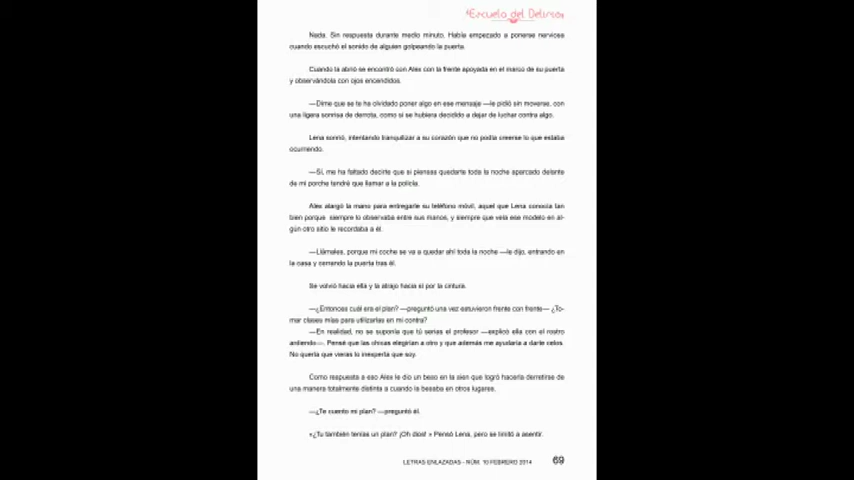 "Escuela del Delirio"
Nada. Sin respuesta durante medio minuto. Había empezado a ponerse nerviosa
cuando escuchó el sonido de alguien golpeando la puerta.
Cuando la abrió se encontró con Alex con la frente apoyada en el marco de su puerta
y observándola con ojos encendidos.
—Dime que se te ha olvidado poner algo en ese mensaje —le pidió sin moverse, con
una ligera sonrisa de derrota, como si se hubiera decidido a dejar de luchar contra algo.
Lena sonrió, intentando tranquilizar a su corazón que no podía creerse lo que estaba
ocurriendo.
—Sí, me ha faltado decirte que si piensas quedarte toda la noche aparcado delante
de mi porche tendré que llamar a la policía.
Alex alargó la mano para entregarle su teléfono móvil, aquel que Lena conocía tan
bien porque siempre lo observaba entre sus manos, y siempre que veía ese modelo en al-
gún otro sitio le recordaba a él.
—Llámales, porque mi coche se va a quedar ahí toda la noche —le dijo, entrando en
la casa y cerrando la puerta tras él.
Se volvió hacia ella y la atrajo hacia sí por la cintura.
—¿Entonces cuál era el plan? —preguntó una vez estuvieron frente con frente— ¿To-
mar clases mías para utilizarlas en mi contra?
—En realidad, no se suponía que tú serías el profesor —explicó ella con el rostro
ardiendo—. Pensé que las chicas elegirían a otro y que además me ayudaría a darte celos.
No quería que vieras lo inexperta que soy.
Como respuesta a eso Alex le dio un beso en la sien que logró hacerla derretirse de
una manera totalmente distinta a cuando la besaba en otros lugares.
—¿Te cuento mi plan? —preguntó él.
«¿Tu también tenías un plan? ¡Oh dios! » Pensó Lena, pero se limitó a asentir.
LETRAS ENLAZADAS - NÚM. 10 FEBRERO 2014 69